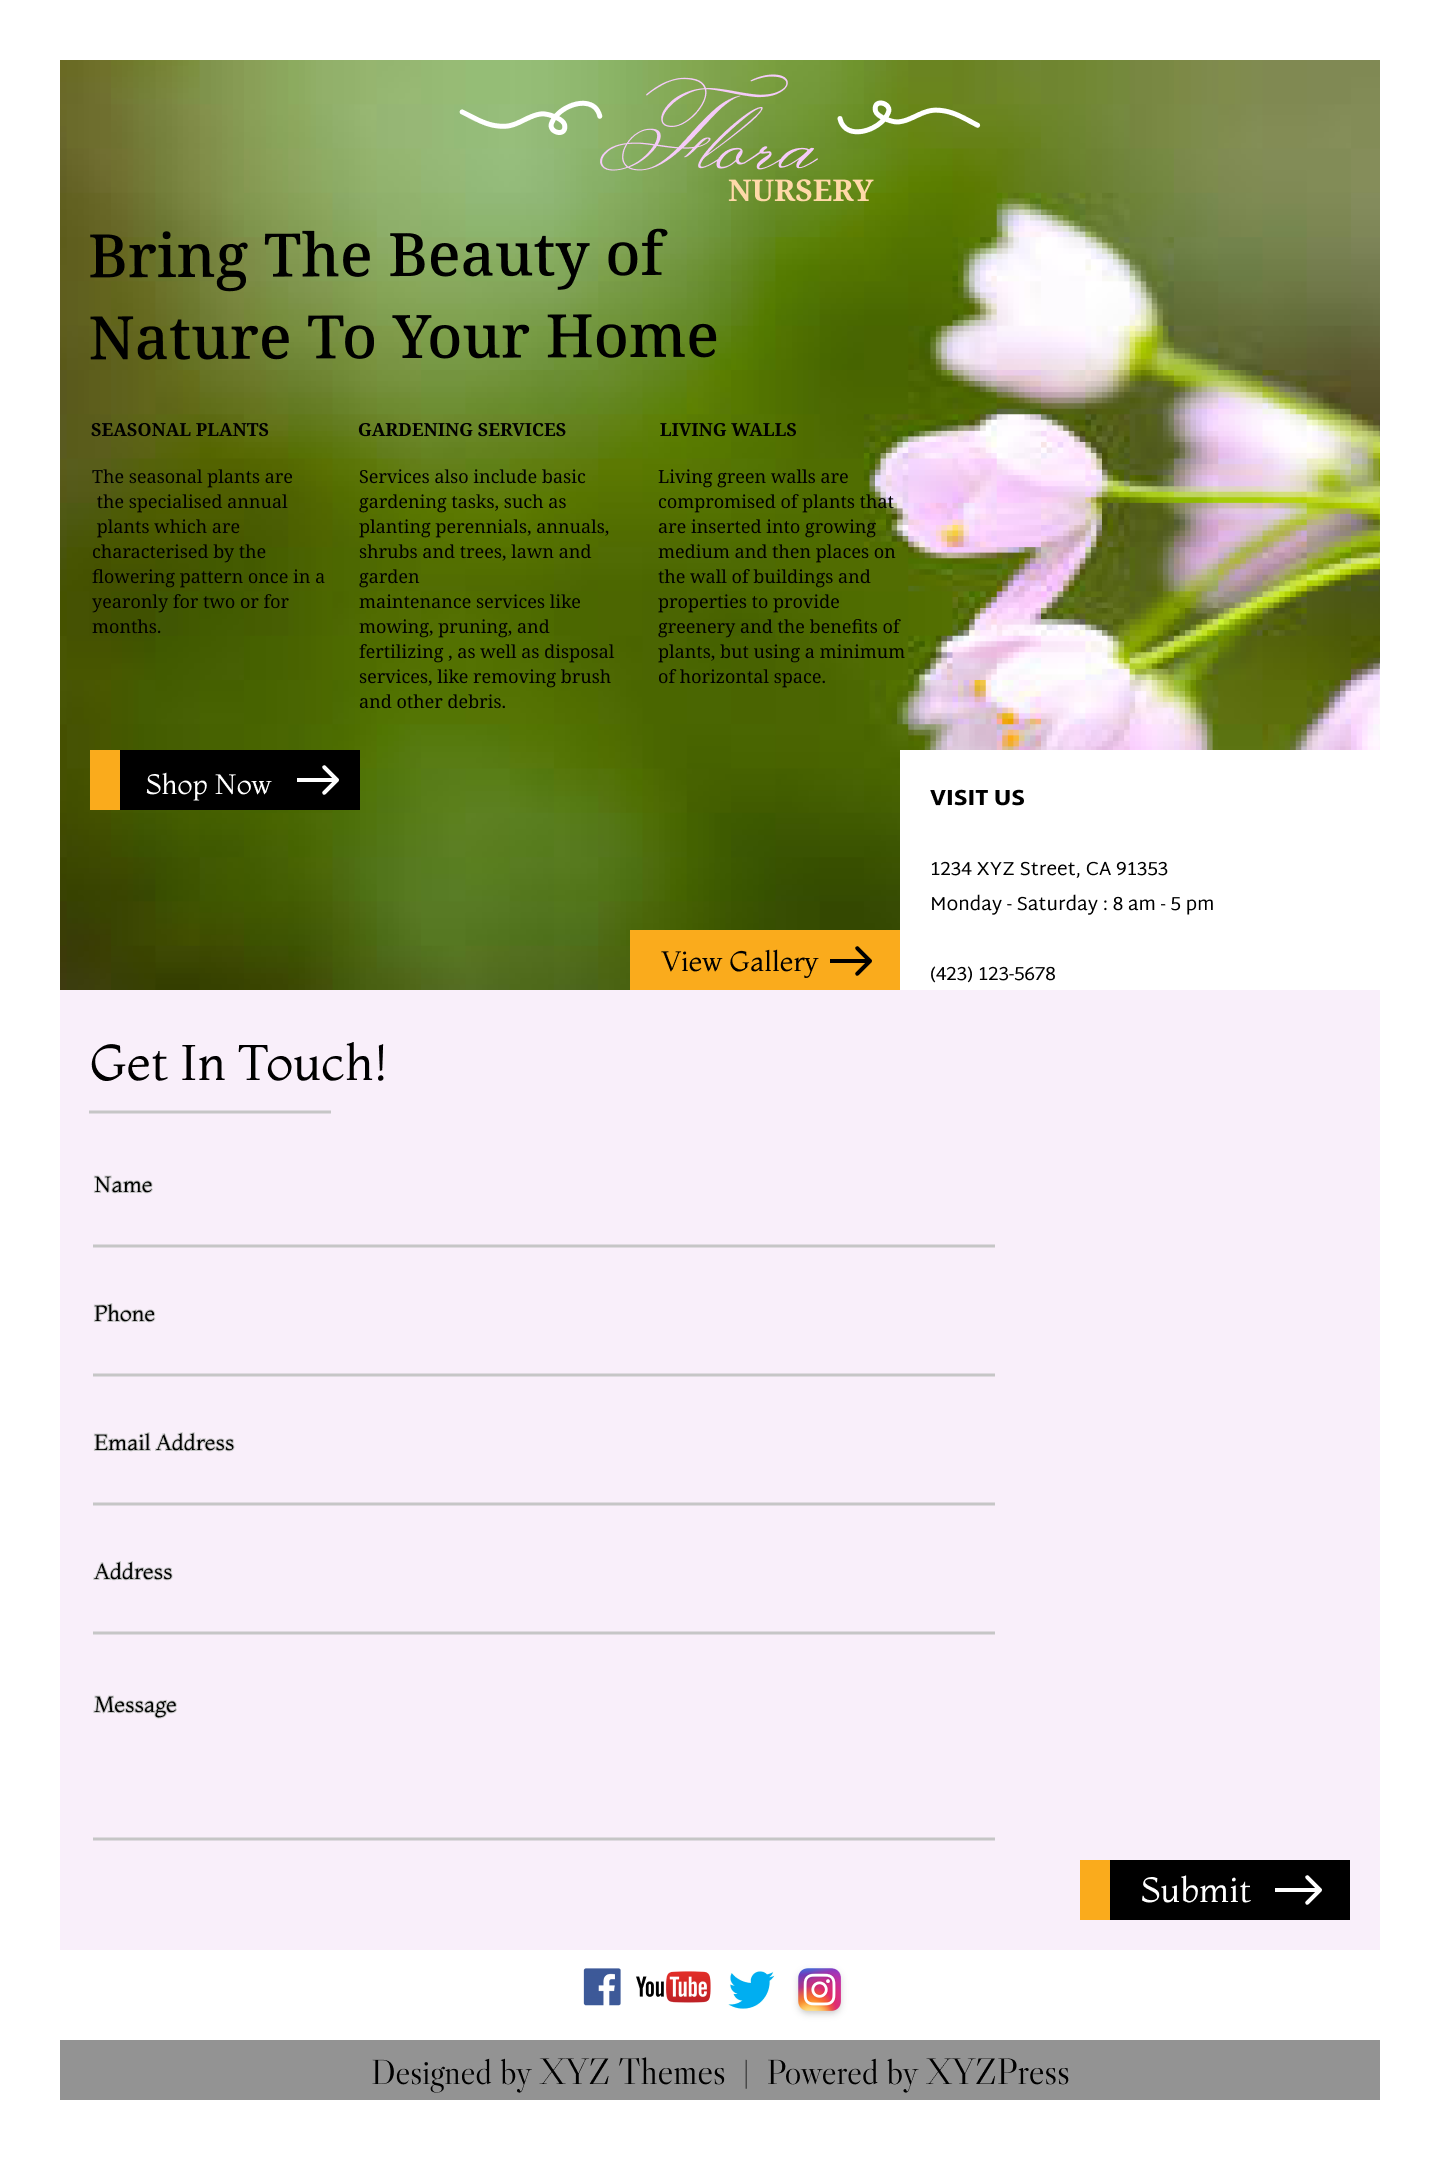 Flora
NURSERY
Bring The Beauty of
Nature To Your Home
SEASONAL PLANTS
The seasonal plants are
the specialised annual
plants which are
characterised by the
flowering pattern once in a
yearonly for two or for
months.
GARDENING SERVICES
Services also include basic
gardening tasks, such as
planting perennials, annuals,
shrubs and trees, lawn and
garden
maintenance services like
mowing, pruning, and
fertilizing , as well as disposal
services, like removing brush
and other debris.
LIVING WALLS
Living green walls are
compromised of plants that
are inserted into growing
medium and then places on
the wall of buildings and
properties to provide
greenery and the benefits of
plants, but using a minimum
of horizontal space.
Shop Now
View Gallery
VISIT US
1234 XYZ Street, CA 91353
Monday - Saturday : 8 am - 5 pm
(423) 123-5678
Get In Touch!
Name
Phone
Email Address
Address
Message
Submit
YouTube
Designed by XYZ Themes | Powered by XYZPress